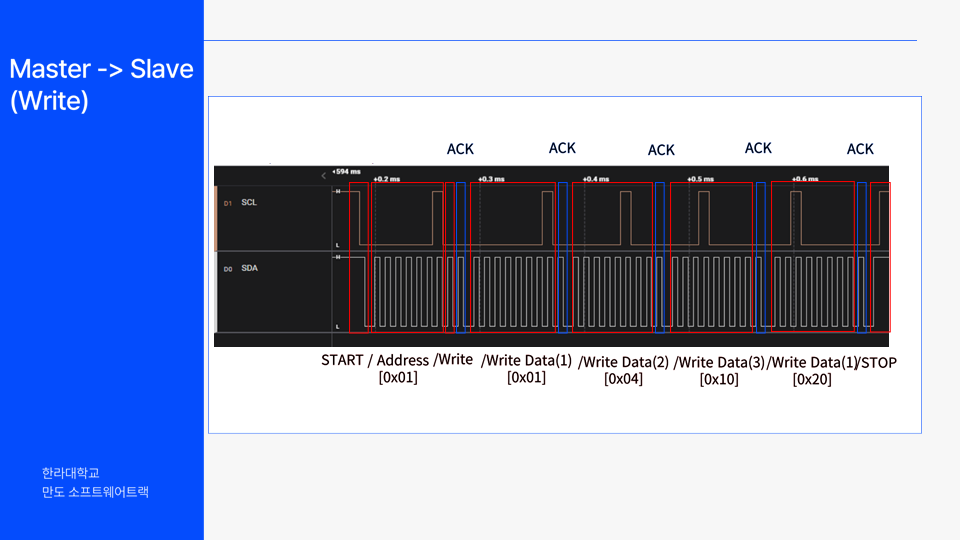 Master -> Slave
(Write)
ACK ACK ACK ACK ACK
+594 ms
+0.2 ms +0.3 ms +0.4 ms +0.5 ms +0.6 ms
D1 SCL
H
L
D0 SDA
H
L
START / Address /Write /Write Data(1) /Write Data(2) /Write Data(3) /Write Data(1)/STOP
[0x01] [0x01] [0x04] [0x10] [0x20]
한라대학교
만도 소프트웨어트랙